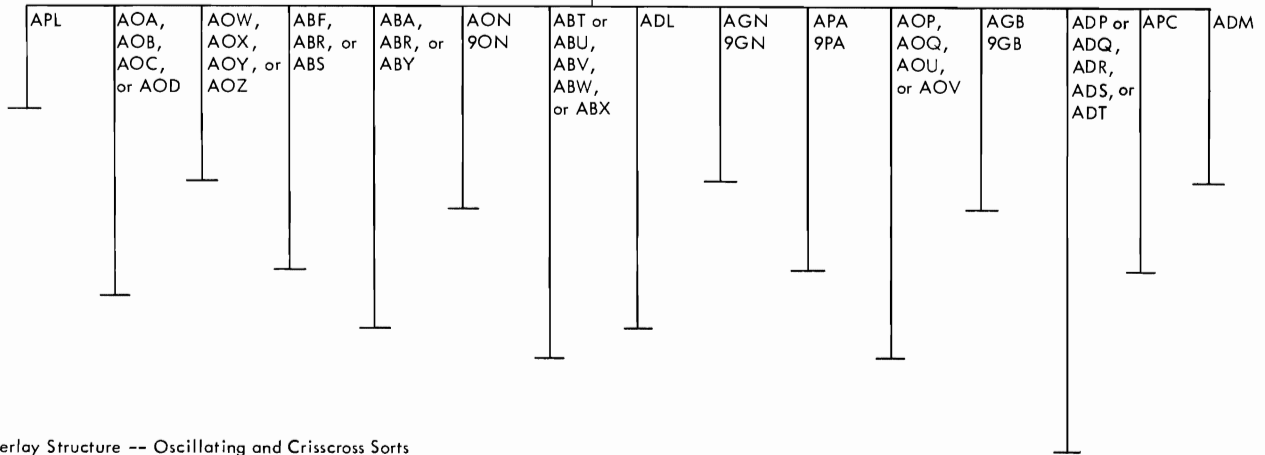 APL
AOA,
AOB,
AOC,
or AOD
AOW,
AOX,
AOY, or
AOZ
ABF,
ABR, or
ABS
ABA,
ABR, or
ABY
AON
9ON
ABT or
ABU,
ABV,
ABW,
or ABX
ADL
AGN
9GN
APA
9PA
AOP,
AOQ,
AOU,
or AOV
AGB
9GB
ADP or
ADQ,
ADR,
ADS, or
ADT
APC
ADM
erlay Structure -- Oscillating and Crisscross Sorts